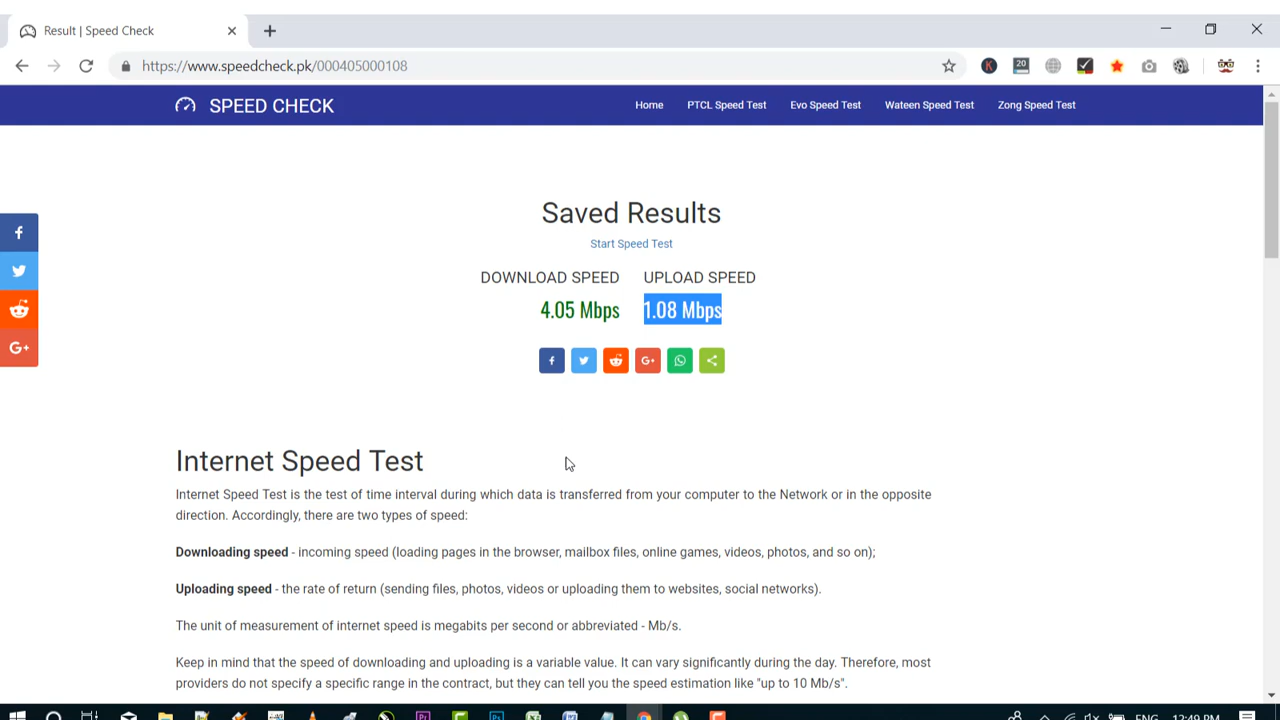 Result | Speed Check
https://www.speedcheck.pk/000405000108
20
SPEED CHECK
Home
PTCL Speed Test
Evo Speed Test
Wateen Speed Test
Zong Speed Test
Saved Results
Start Speed Test
DOWNLOAD SPEED
UPLOAD SPEED
4.05 Mbps
1.08 Mbps
Internet Speed Test
Internet Speed Test is the test of time interval during which data is transferred from your computer to the Network or in the opposite
direction. Accordingly, there are two types of speed:
Downloading speed - incoming speed (loading pages in the browser, mailbox files, online games, videos, photos, and so on);
Uploading speed - the rate of return (sending files, photos, videos or uploading them to websites, social networks).
The unit of measurement of internet speed is megabits per second or abbreviated - Mb/s.
Keep in mind that the speed of downloading and uploading is a variable value. It can vary significantly during the day. Therefore, most
providers do not specify a specific range in the contract, but they can tell you the speed estimation like "up to 10 Mb/s".
ENG
12:49 PM